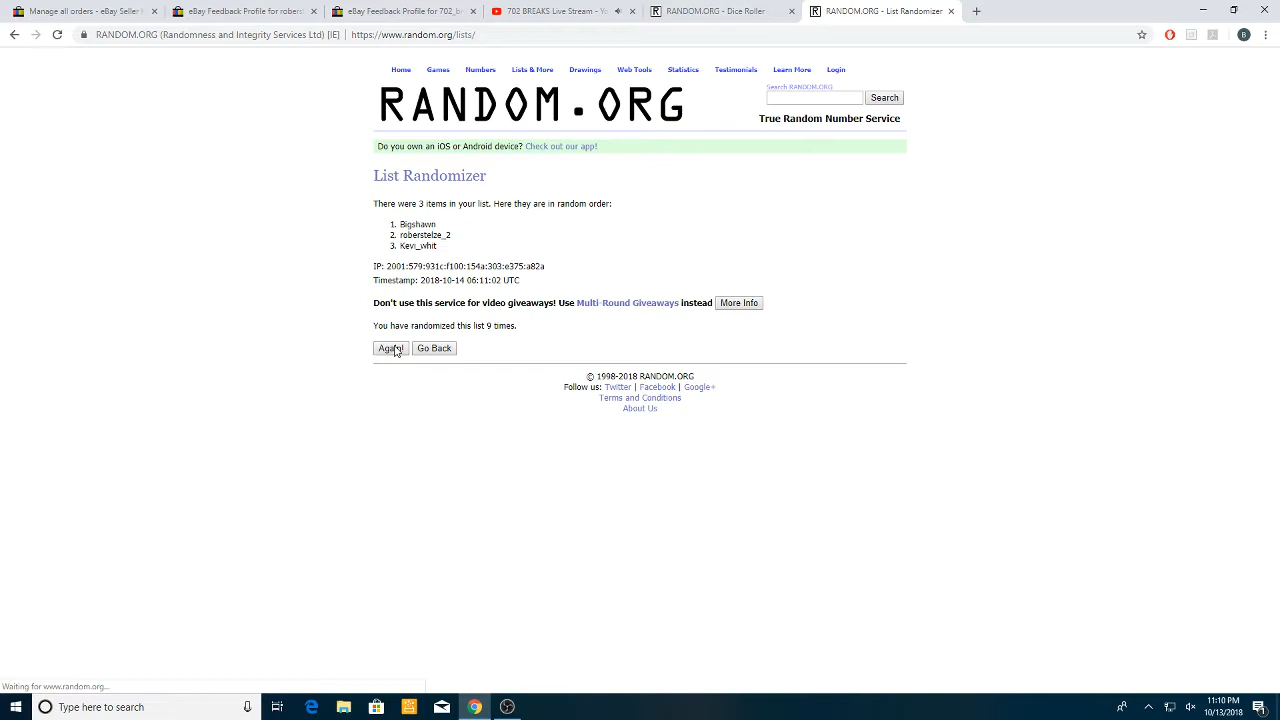 Manage all orders - eBay Seller
eBay Feedback Profile for robers
eBay Feedback Profile for 702_
702 BREAKS Live Stream - Y
RANDOM.ORG - Dice Roller
RANDOM.ORG - List Randomizer
RANDOM.ORG (Randomness and Integrity Services Ltd) [IE] | https://www.random.org/lists/
B
Home Games Numbers Lists & More Drawings Web Tools Statistics Testimonials Learn More Login
RANDOM.ORG
Search RANDOM.ORG
Search
True Random Number Service
Do you own an iOS or Android device? Check out our app!
List Randomizer
There were 3 items in your list. Here they are in random order:
1. Bigshawn
2. roberstelze_2
3. Kevi_whit
IP: 2001:579:931c:f100:154a:303:e375:a82a
Timestamp: 2018-10-14 06:11:02 UTC
Don't use this service for video giveaways! Use Multi-Round Giveaways instead More Info
You have randomized this list 9 times.
Again! Go Back
© 1998-2018 RANDOM.ORG
Follow us: Twitter | Facebook | Google+
Terms and Conditions
About Us
Waiting for www.random.org...
Type here to search
11:10 PM
10/13/2018